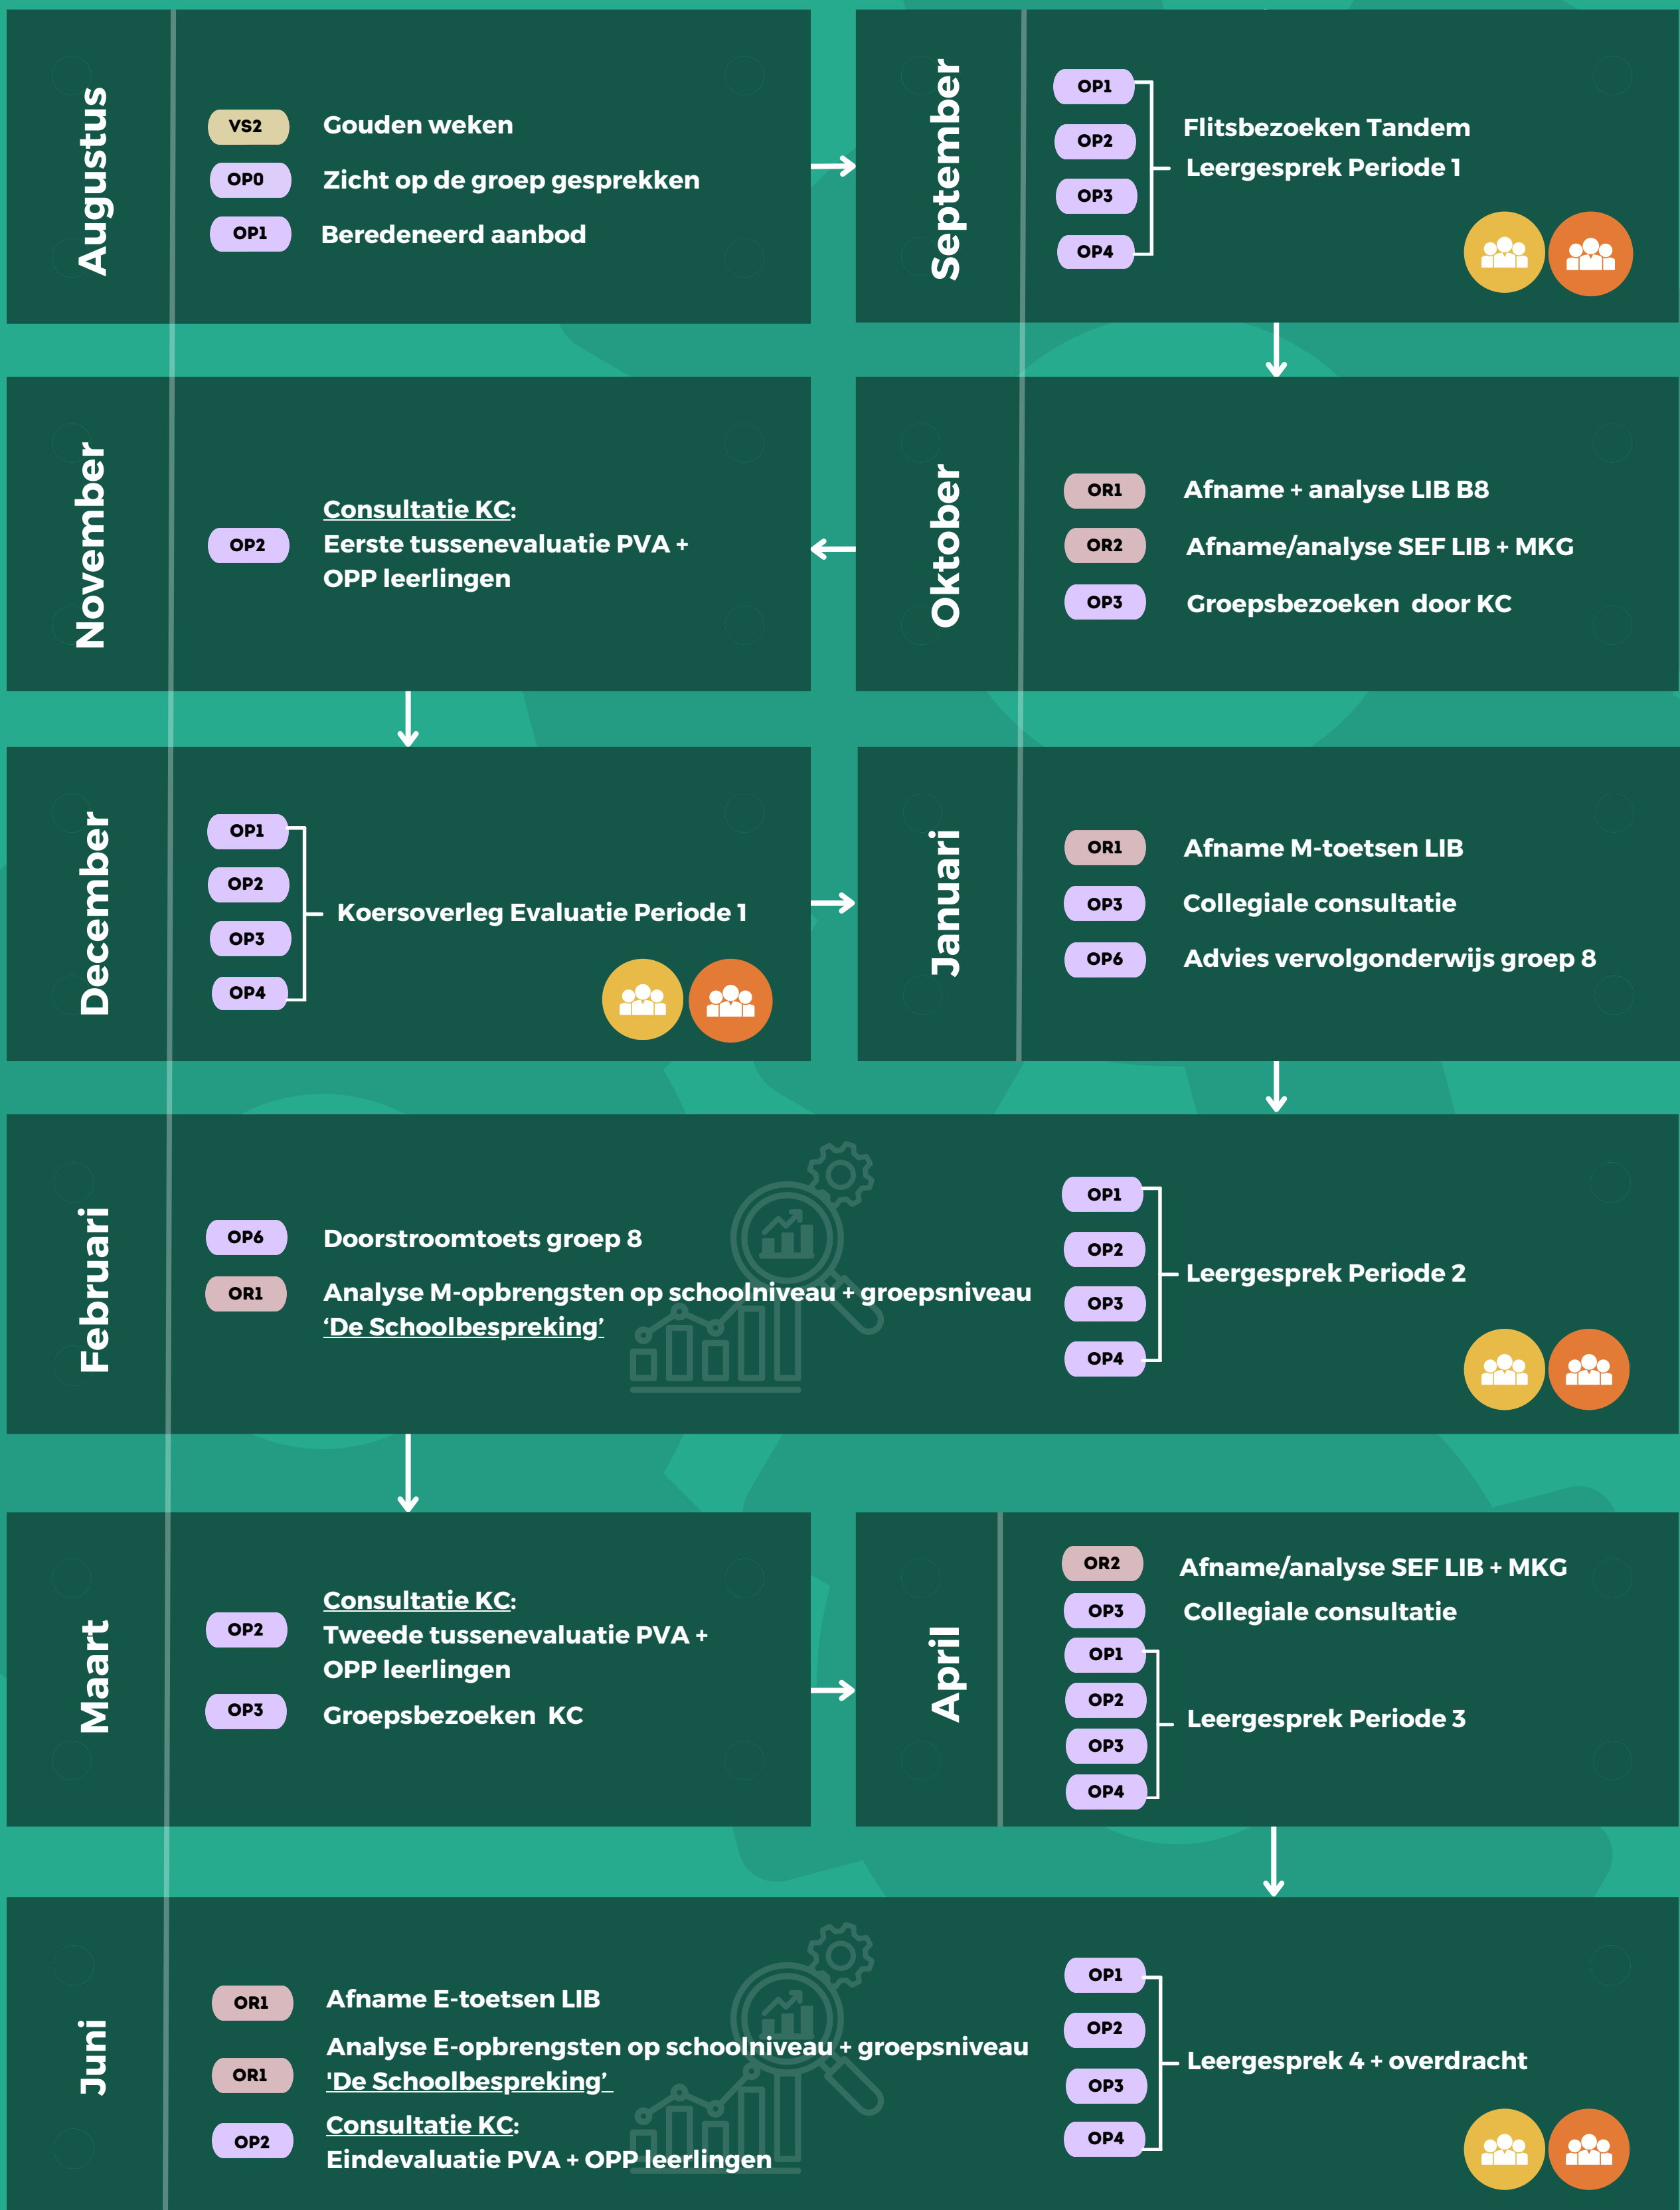 Augustus
VS2 Gouden weken
OP0 Zicht op de groep gesprekken
OP1 Beredeneerd aanbod
September
OP1
OP2
OP3
OP4
Flitsbezoeken Tandem
Leergesprek Periode 1
Oktober
OR1 Afname + analyse LIB B8
OR2 Afname/analyse SEF LIB + MKG
OP3 Groepsbezoeken door KC
November
OP2
Consultatie KC:
Eerste tussenevaluatie PVA +
OPP leerlingen
December
OP1
OP2
OP3
OP4
Koersoverleg Evaluatie Periode 1
Januari
OR1 Afname M-toetsen LIB
OP3 Collegiale consultatie
OP6 Advies vervolgonderwijs groep 8
Februari
OP6 Doorstroomtoets groep 8
OR1 Analyse M-opbrengsten op schoolniveau + groepsniveau
‘De Schoolbespreking’
OP1
OP2
OP3
OP4
Leergesprek Periode 2
Maart
OP2
Consultatie KC:
Tweede tussenevaluatie PVA +
OPP leerlingen
OP3 Groepsbezoeken KC
April
OR2 Afname/analyse SEF LIB + MKG
OP3 Collegiale consultatie
OP1
OP2
OP3
OP4
Leergesprek Periode 3
Juni
OR1 Afname E-toetsen LIB
OR1
Analyse E-opbrengsten op schoolniveau + groepsniveau
'De Schoolbespreking’
OP2
Consultatie KC:
Eindevaluatie PVA + OPP leerlingen
OP1
OP2
OP3
OP4
Leergesprek 4 + overdracht